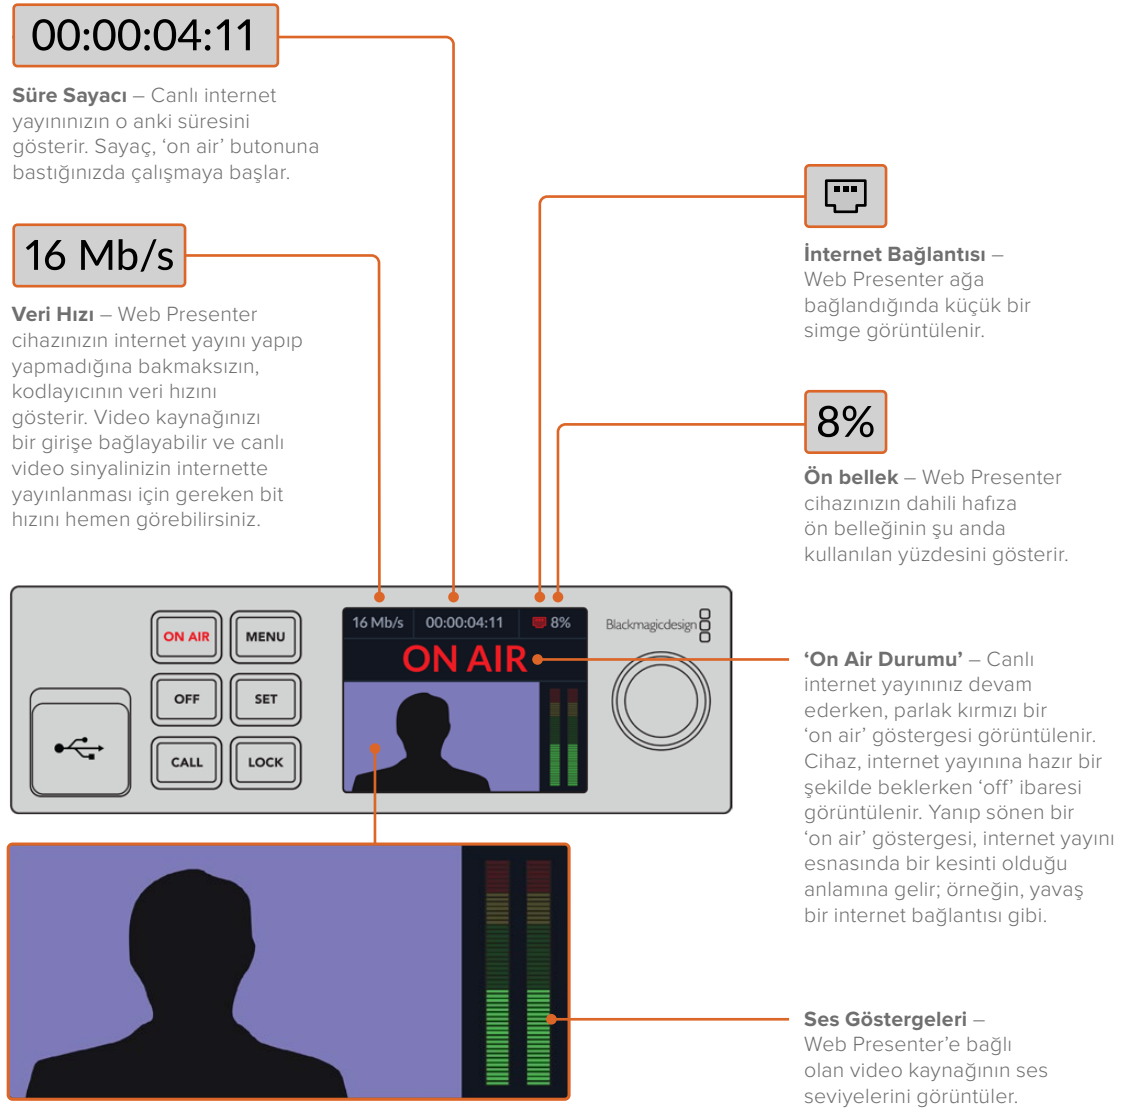 00:00:04:11
Süre Sayacı – Canlı internet
yayınınızın o anki süresini
gösterir. Sayaç, ‘on air’ butonuna
bastığınızda çalışmaya başlar.
16 Mb/s
Veri Hızı – Web Presenter
cihazınızın internet yayını yapıp
yapmadığına bakmaksızın,
kodlayıcının veri hızını
gösterir. Video kaynağınızı
bir girişe bağlayabilir ve canlı
video sinyalinizin internette
yayınlanması için gereken bit
hızını hemen görebilirsiniz.
İnternet Bağlantısı –
Web Presenter ağa
bağlandığında küçük bir
simge görüntülenir.
8%
Ön bellek – Web Presenter
cihazınızın dahili hafıza
ön belleğinin şu anda
kullanılan yüzdesini gösterir.
ON AIR MENU
OFF SET
CALL LOCK
16 Mb/s 00:00:04:11 8%
ON AIR
Blackmagicdesign
‘On Air Durumu’ – Canlı
internet yayınınız devam
ederken, parlak kırmızı bir
‘on air’ göstergesi görüntülenir.
Cihaz, internet yayınına hazır bir
şekilde beklerken ‘off’ ibaresi
görüntülenir. Yanıp sönen bir
‘on air’ göstergesi, internet yayını
esnasında bir kesinti olduğu
anlamına gelir; örneğin, yavaş
bir internet bağlantısı gibi.
Ses Göstergeleri –
Web Presenter’e bağlı
olan video kaynağının ses
seviyelerini görüntüler.